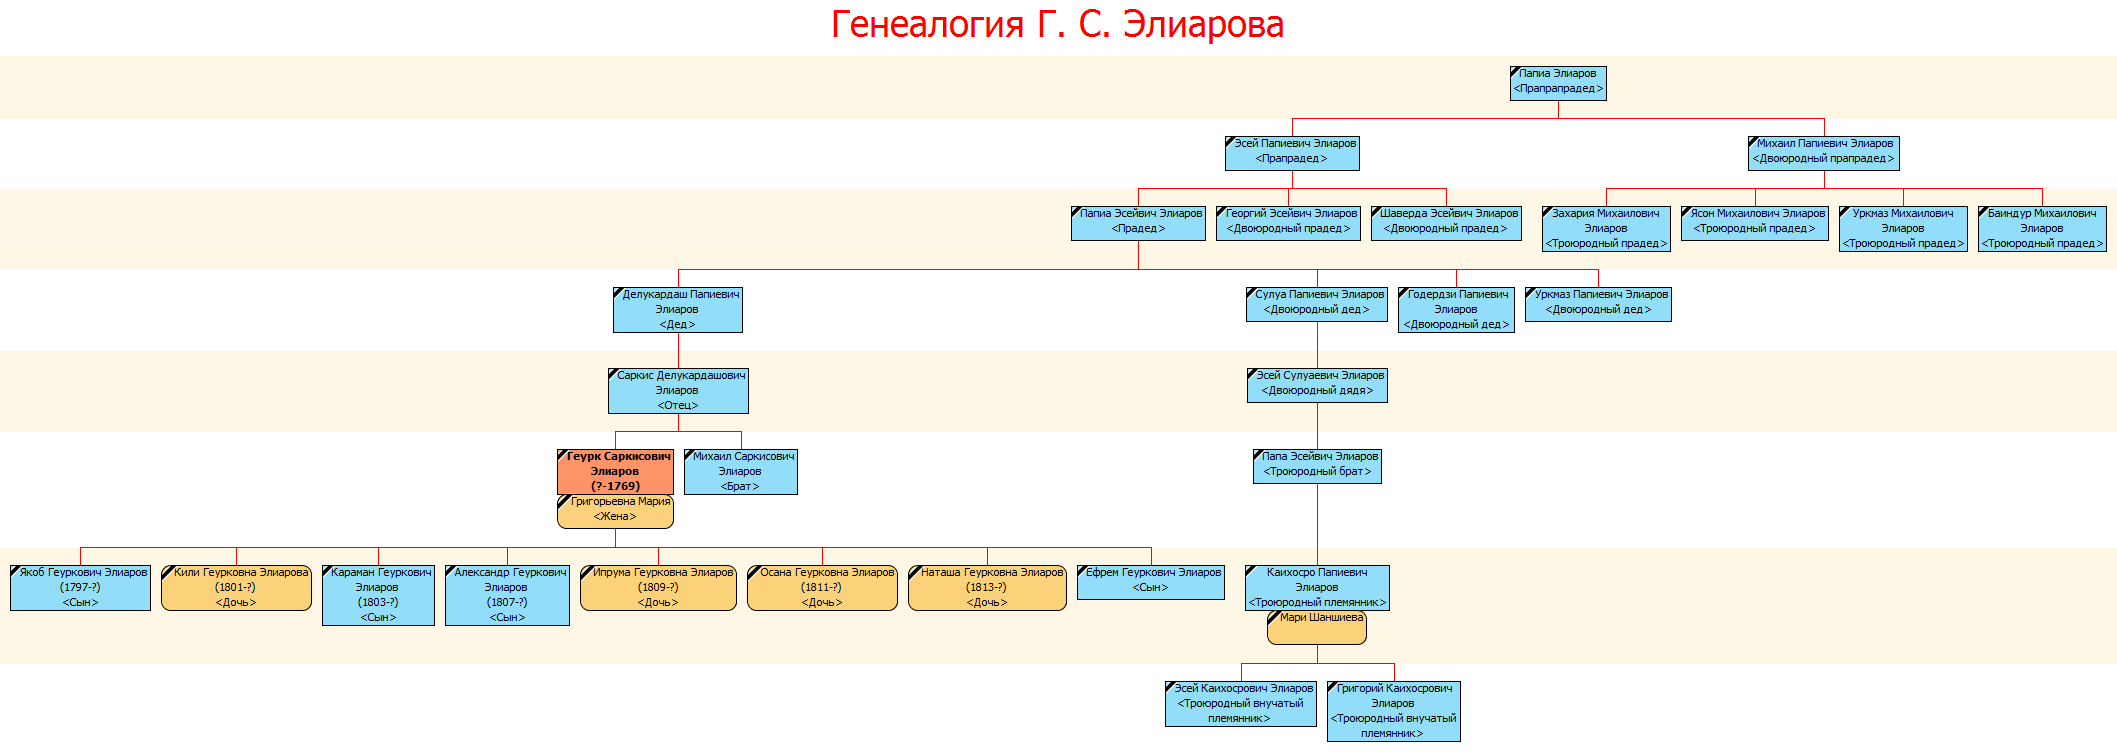 Генеалогия Г. С. Элиарова
Папиа Элиаров
<Прапрапрадед>
Эсей Папиевич Элиаров
<Прапрадед>
Михаил Папиевич Элиаров
<Двоюродный прапрадед>
Папиа Эсейвич Элиаров
<Прадед>
Георгий Эсейвич Элиаров
<Двоюродный прадед>
Шаверда Эсейвич Элиаров
<Двоюродный прадед>
Захария Михаилович
Элиаров
<Троюродный прадед>
Ясон Михаилович Элиаров
<Троюродный прадед>
Уркмаз Михаилович
Элиаров
<Троюродный прадед>
Баиндур Михаилович
Элиаров
<Троюродный прадед>
Делукардаш Папиевич
Элиаров
<Дед>
Сулуа Папиевич Элиаров
<Двоюродный дед>
Годердзи Папиевич
Элиаров
<Двоюродный дед>
Уркмаз Папиевич Элиаров
<Двоюродный дед>
Саркис Делукардашович
Элиаров
<Отец>
Эсей Сулуаевич Элиаров
<Двоюродный дядя>
Геурк Саркисович
Элиаров
(?-1769)
Григорьевна Мария
<Жена>
Михаил Саркисович
Элиаров
<Брат>
Папа Эсейвич Элиаров
<Троюродный брат>
Якоб Геуркович Элиаров
(1797-?)
<Сын>
Кили Геурковна Элиарова
(1801-?)
<Дочь>
Караман Геуркович
Элиаров
(1803-?)
<Сын>
Александр Геуркович
Элиаров
(1807-?)
<Сын>
Ипрума Геурковна Элиаров
(1809-?)
<Дочь>
Осана Геурковна Элиаров
(1811-?)
<Дочь>
Наташа Геурковна Элиаров
(1813-?)
<Дочь>
Ефрем Геуркович Элиаров
<Сын>
Каихосро Папиевич
Элиаров
<Троюродный племянник>
Мари Шаншиева
Эсей Каихосрович Элиаров
<Троюродный внучатый
племянник>
Григорий Каихосрович
Элиаров
<Троюродный внучатый
племянник>